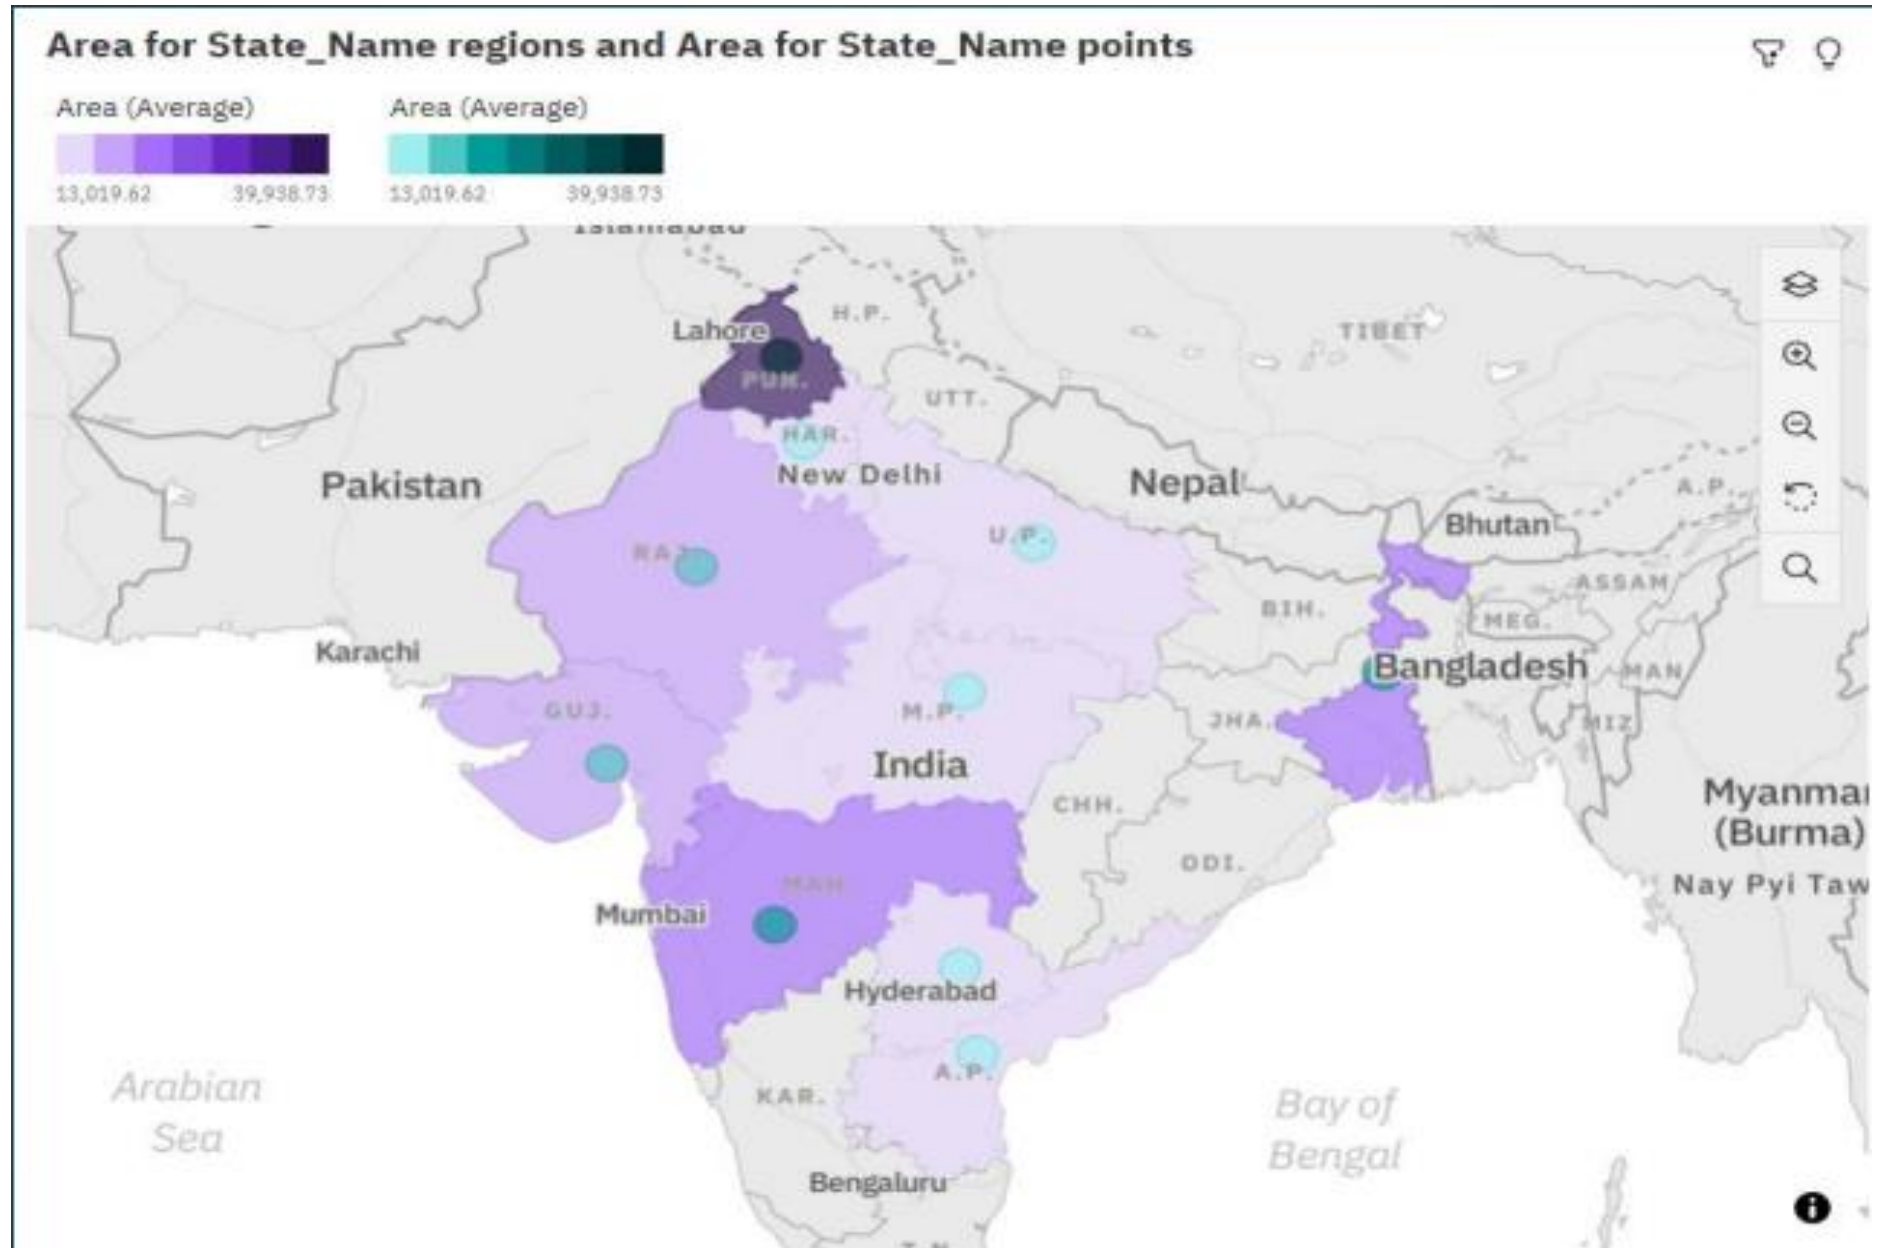 Area for State_Name regions and Area for State_Name points
Area (Average)
Area (Average)
13,019.62
39,938.73
13,019.62
39,938.73
Islamabad
Lahore
H.P.
TIBET
PUN.
UTT.
HAR.
New Delhi
Pakistan
Nepal
A.P.
Bhutan
U.P.
RAJ
ASSAM
BIH.
MEG.
Karachi
Bangladesh
MAN
M.P.
GUJ.
JHA.
MIZ
India
Myanmar
(Burma)
CHH.
ODI.
MAH
Nay Pyi Taw
Mumbai
Hyderabad
A.P.
Arabian
Sea
KAR.
Bay of
Bengal
Bengaluru
T.N.